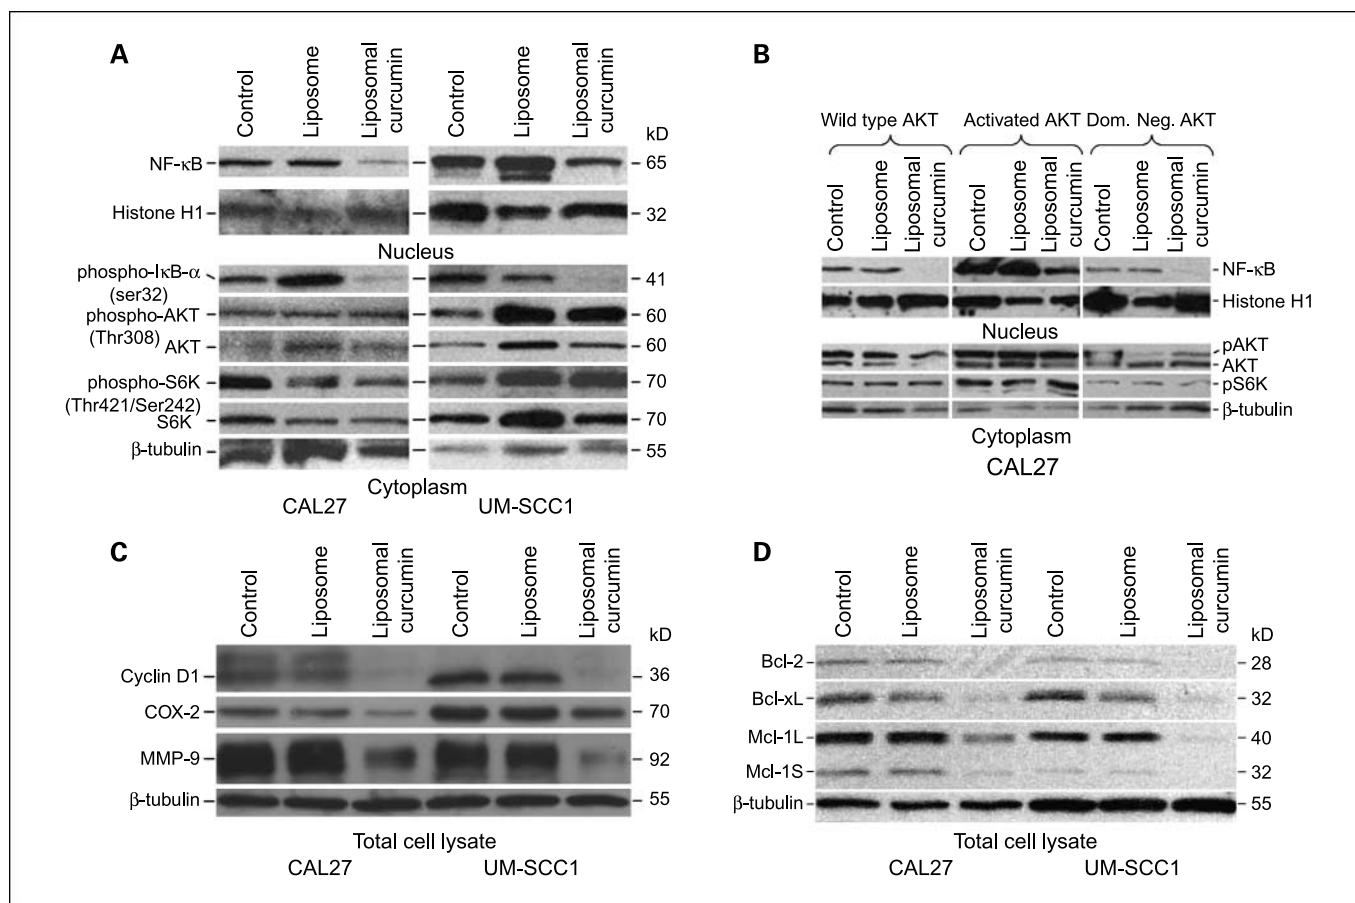 A
Control
Liposome
Liposomal
curcumin
Control
Liposome
Liposomal
curcumin
kD
NF-κB
65
Histone H1
32
Nucleus
phospho-IκB-α
(ser32)
41
phospho-AKT
(Thr308)
60
AKT
60
phospho-S6K
(Thr421/Ser242)
70
S6K
70
β-tubulin
55
Cytoplasm
CAL27
UM-SCC1
B
Wild type AKT
Activated AKT
Dom. Neg. AKT
Control
Liposome
Liposomal
curcumin
Control
Liposome
Liposomal
curcumin
Control
Liposome
Liposomal
curcumin
NF-κB
Histone H1
Nucleus
pAKT
AKT
pS6K
β-tubulin
Cytoplasm
CAL27
C
Control
Liposome
Liposomal
curcumin
Control
Liposome
Liposomal
curcumin
kD
Cyclin D1
36
COX-2
70
MMP-9
92
β-tubulin
55
Total cell lysate
CAL27
UM-SCC1
D
Control
Liposome
Liposomal
curcumin
Control
Liposome
Liposomal
curcumin
kD
Bcl-2
28
Bcl-xL
32
Mcl-1L
40
Mcl-1S
32
β-tubulin
55
Total cell lysate
CAL27
UM-SCC1